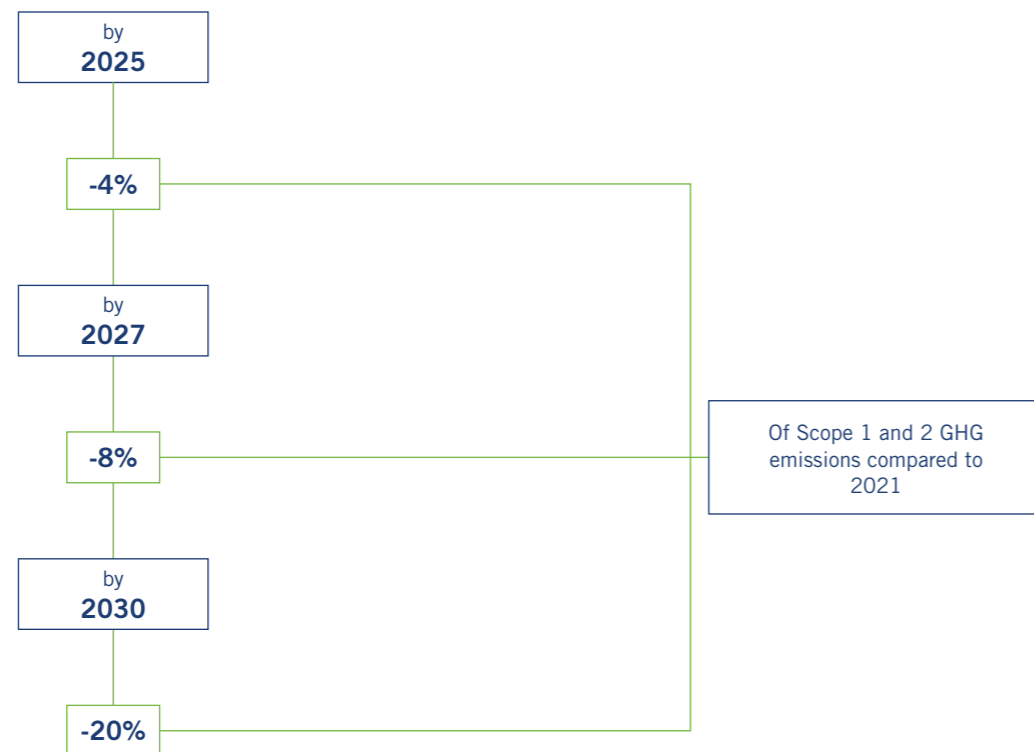 by
2025
-4%
by
2027
-8%
Of Scope 1 and 2 GHG
emissions compared to
2021
by
2030
-20%